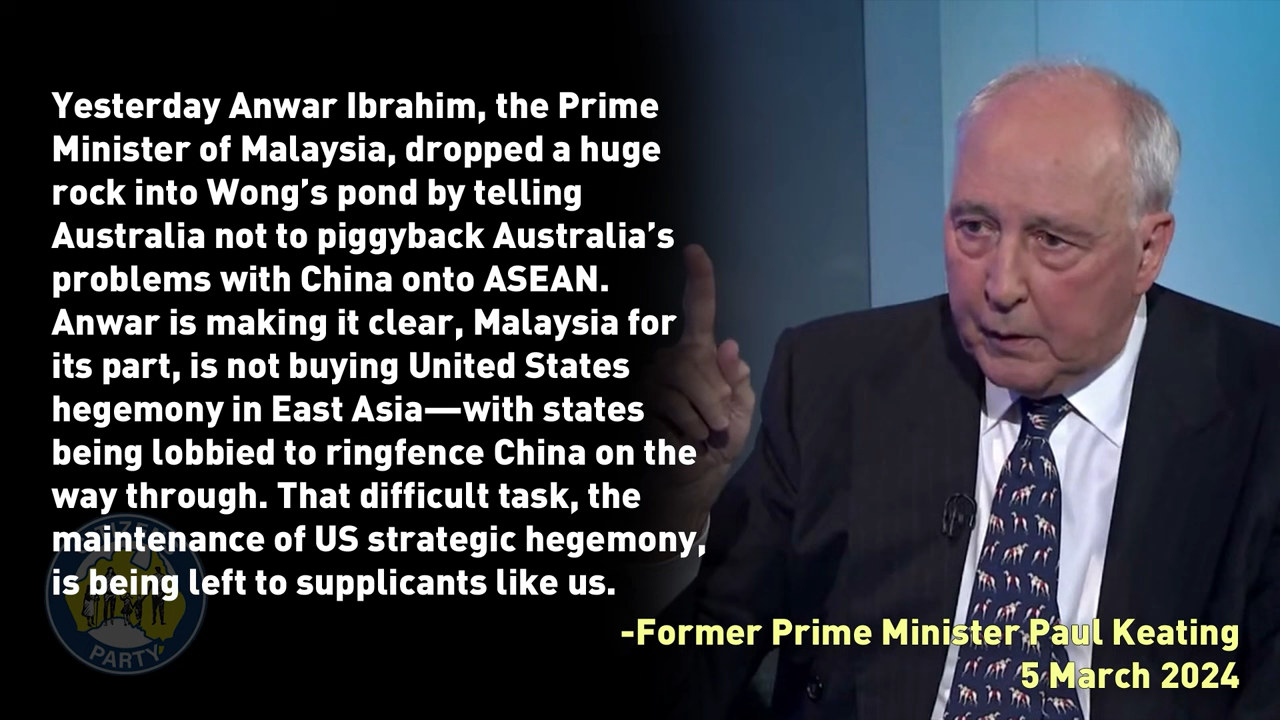 Yesterday Anwar Ibrahim, the Prime
Minister of Malaysia, dropped a huge
rock into Wong’s pond by telling
Australia not to piggyback Australia’s
problems with China onto ASEAN.
Anwar is making it clear, Malaysia for
its part, is not buying United States
hegemony in East Asia—with states
being lobbied to ringfence China on the
way through. That difficult task, the
maintenance of US strategic hegemony,
is being left to supplicants like us.
-Former Prime Minister Paul Keating
5 March 2024
PARTY